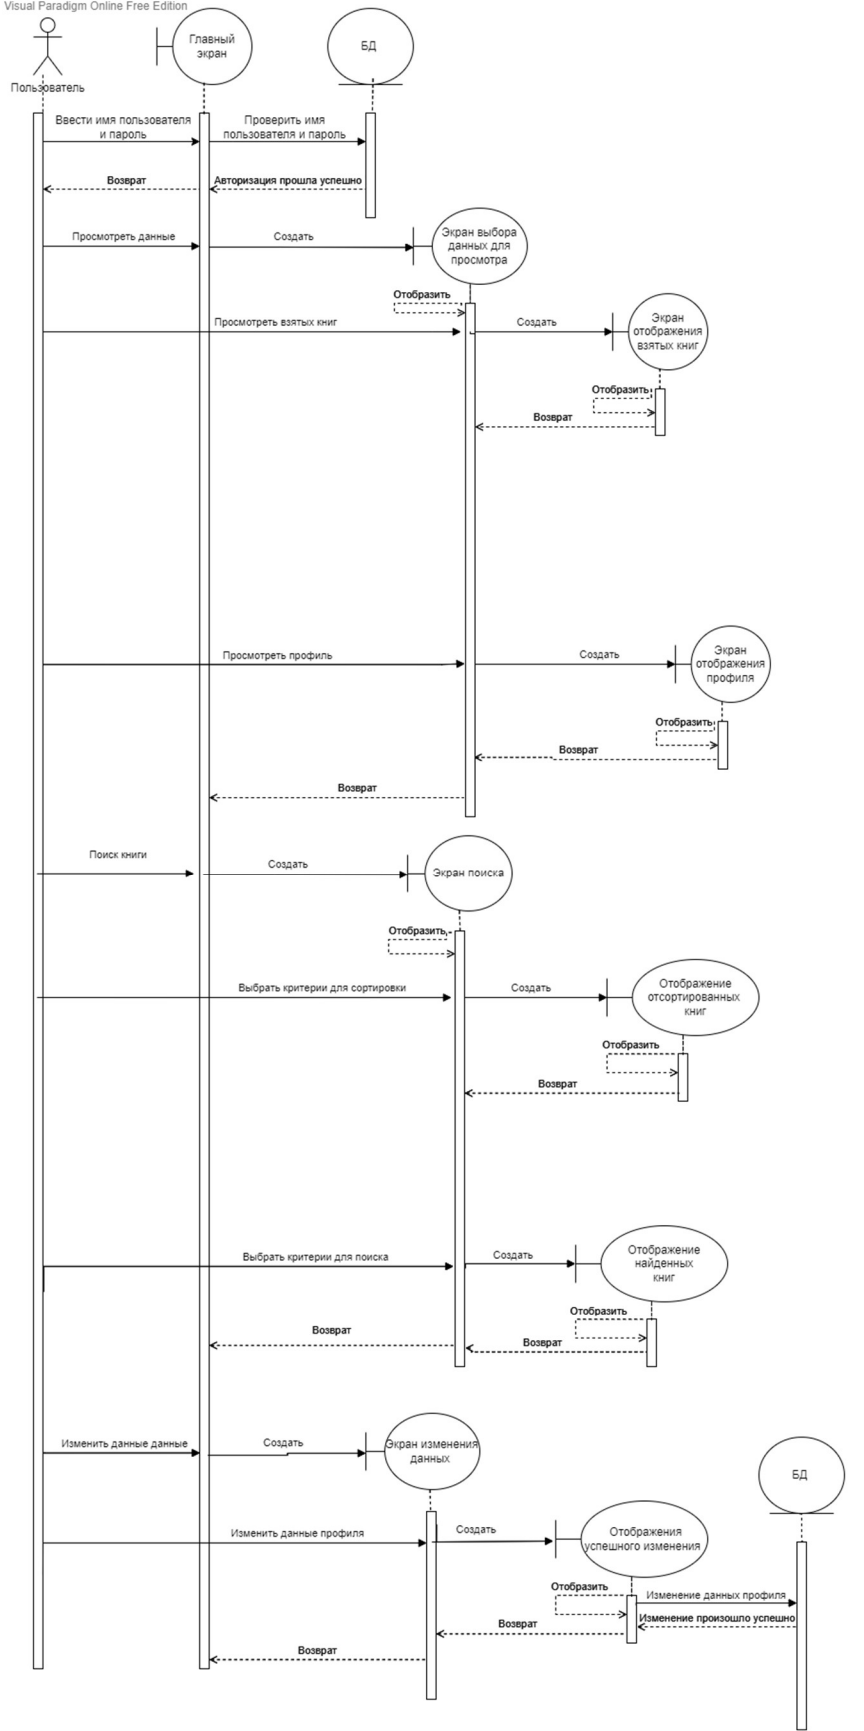 Visual Paradigm Online Free Edition
Главный
экран
БД
Пользователь
Ввести имя пользователя
и пароль
Проверить имя
пользователя и пароль
Возврат
Авторизация прошла успешно
Просмотреть данные
Создать
Экран выбора
данных для
просмотра
Отобразить
Просмотреть взятых книг
Создать
Экран
отображения
взятых книг
Отобразить
Возврат
Просмотреть профиль
Создать
Экран
отображения
профиля
Отобразить
Возврат
Возврат
Поиск книги
Создать
Экран поиска
Отобразить
Выбрать критерии для сортировки
Создать
Отображение
отсортированных
книг
Отобразить
Возврат
Выбрать критерии для поиска
Создать
Отображение
найденных
книг
Отобразить
Возврат
Возврат
Изменить данные данные
Создать
Экран изменения
данных
БД
Изменить данные профиля
Создать
Отображения
успешного изменения
Отобразить
Изменение данных профиля
Изменение произошло успешно
Возврат
Возврат